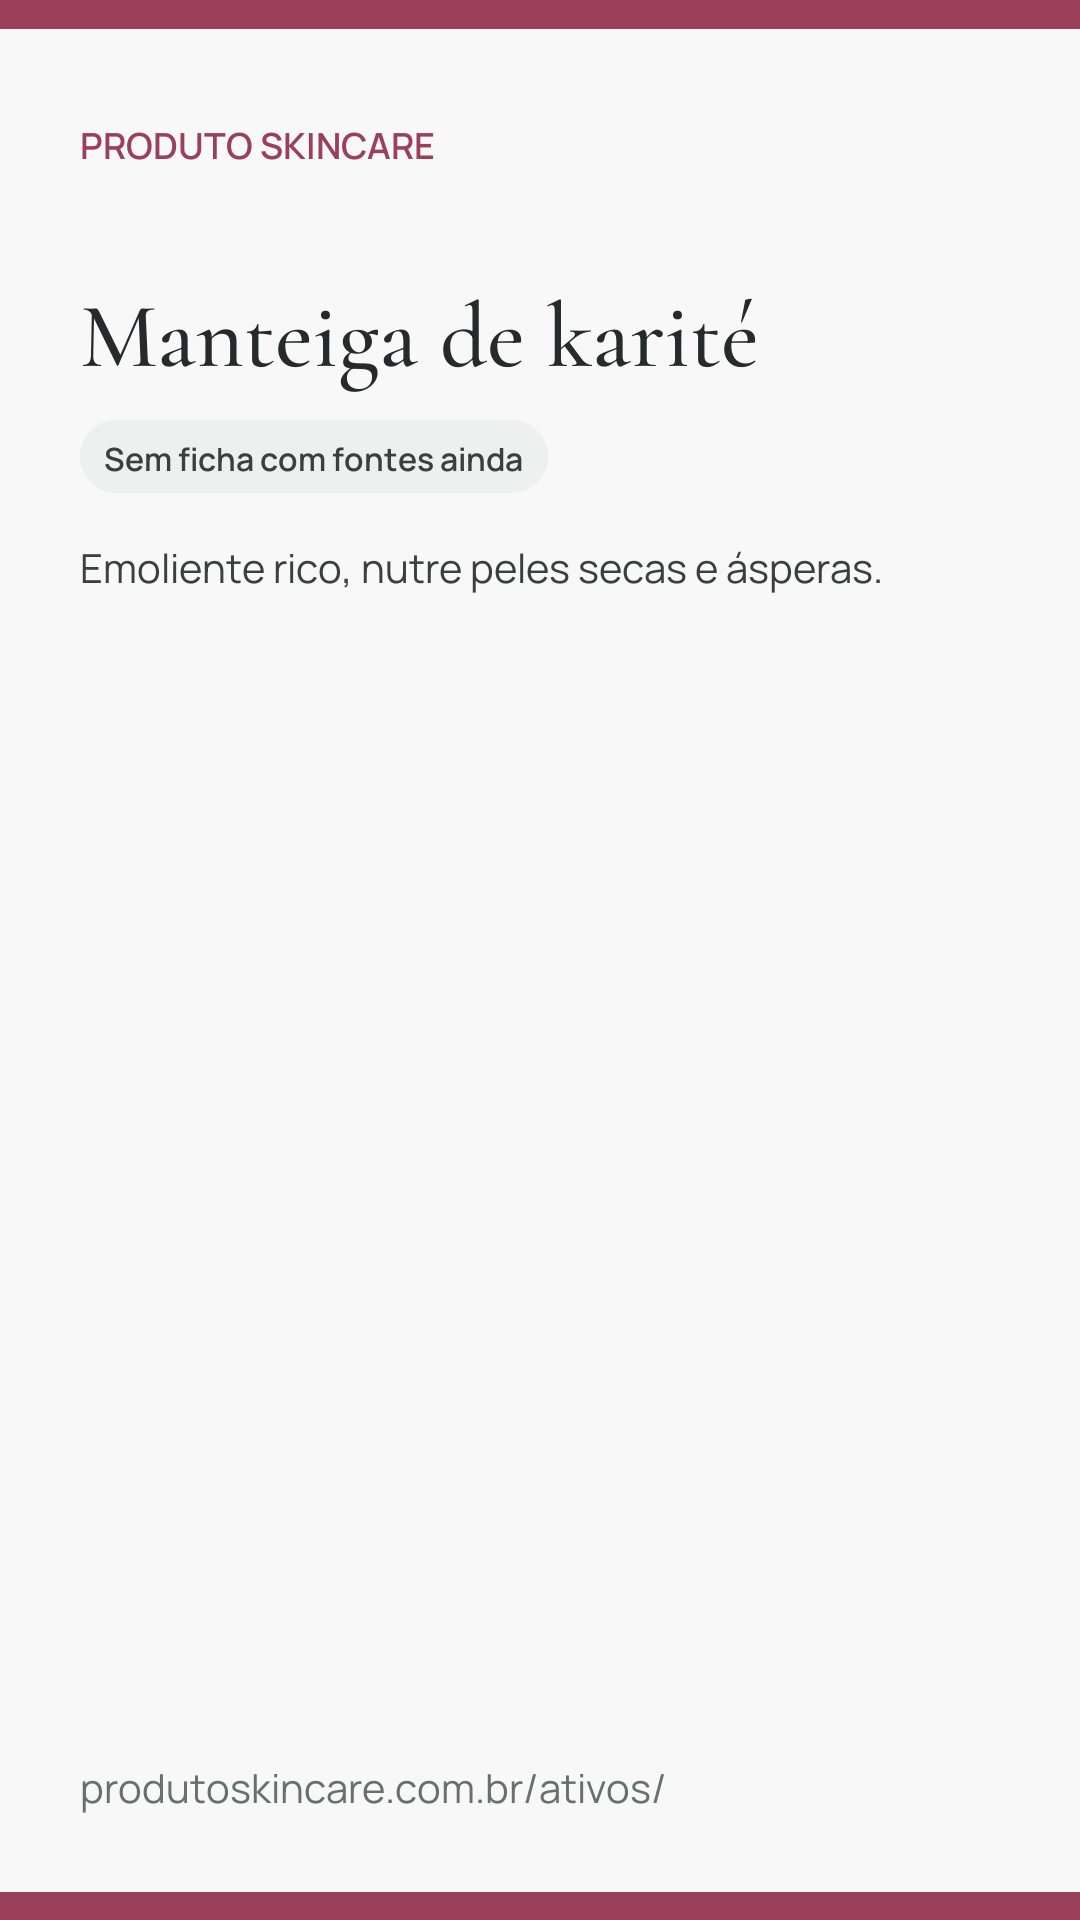 PRODUTO SKINCARE
Manteiga de karité
Sem ficha com fontes ainda
Emoliente rico, nutre peles secas e ásperas.
produtoskincare.com.br/ativos/